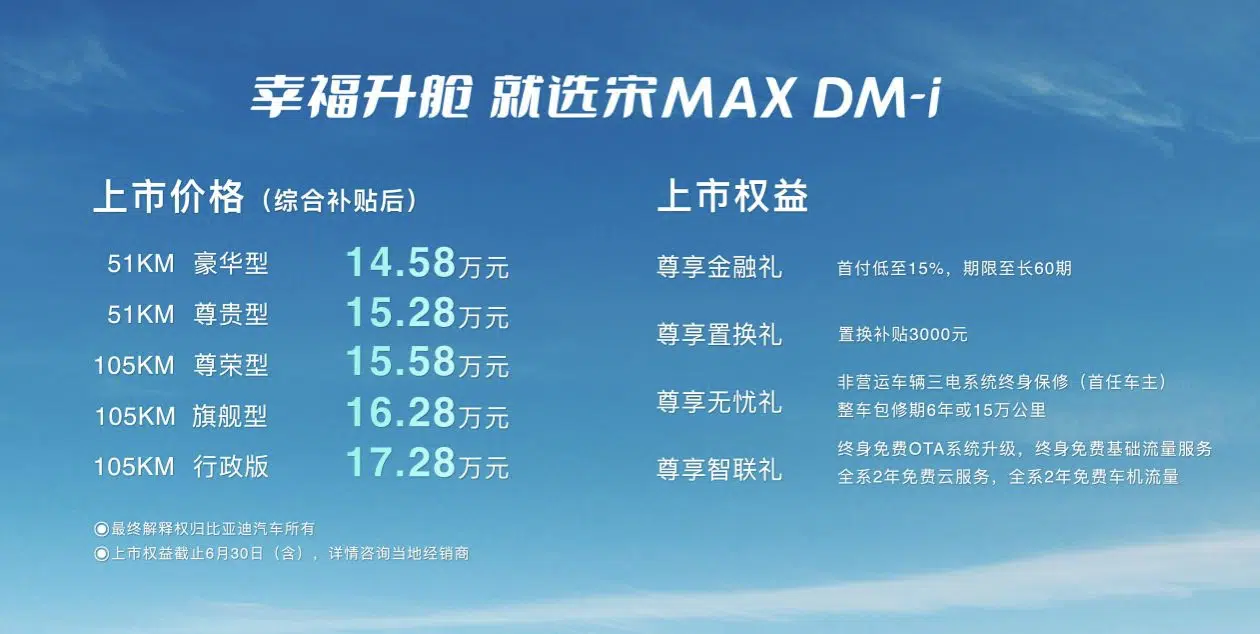 幸福升舱 就选宋MAX DM-i
上市价格（综合补贴后）
51KM 豪华型 14.58万元
51KM 尊贵型 15.28万元
105KM 尊荣型 15.58万元
105KM 旗舰型 16.28万元
105KM 行政版 17.28万元
◉最终解释权归比亚迪汽车所有
◉上市权益截止6月30日（含），详情咨询当地经销商
上市权益
尊享金融礼 首付低至15%，期限至长60期
尊享置换礼 置换补贴3000元
尊享无忧礼 非营运车辆三电系统终身保修（首任车主）
整车包修期6年或15万公里
尊享智联礼 终身免费OTA系统升级，终身免费基础流量服务
全系2年免费云服务，全系2年免费车机流量